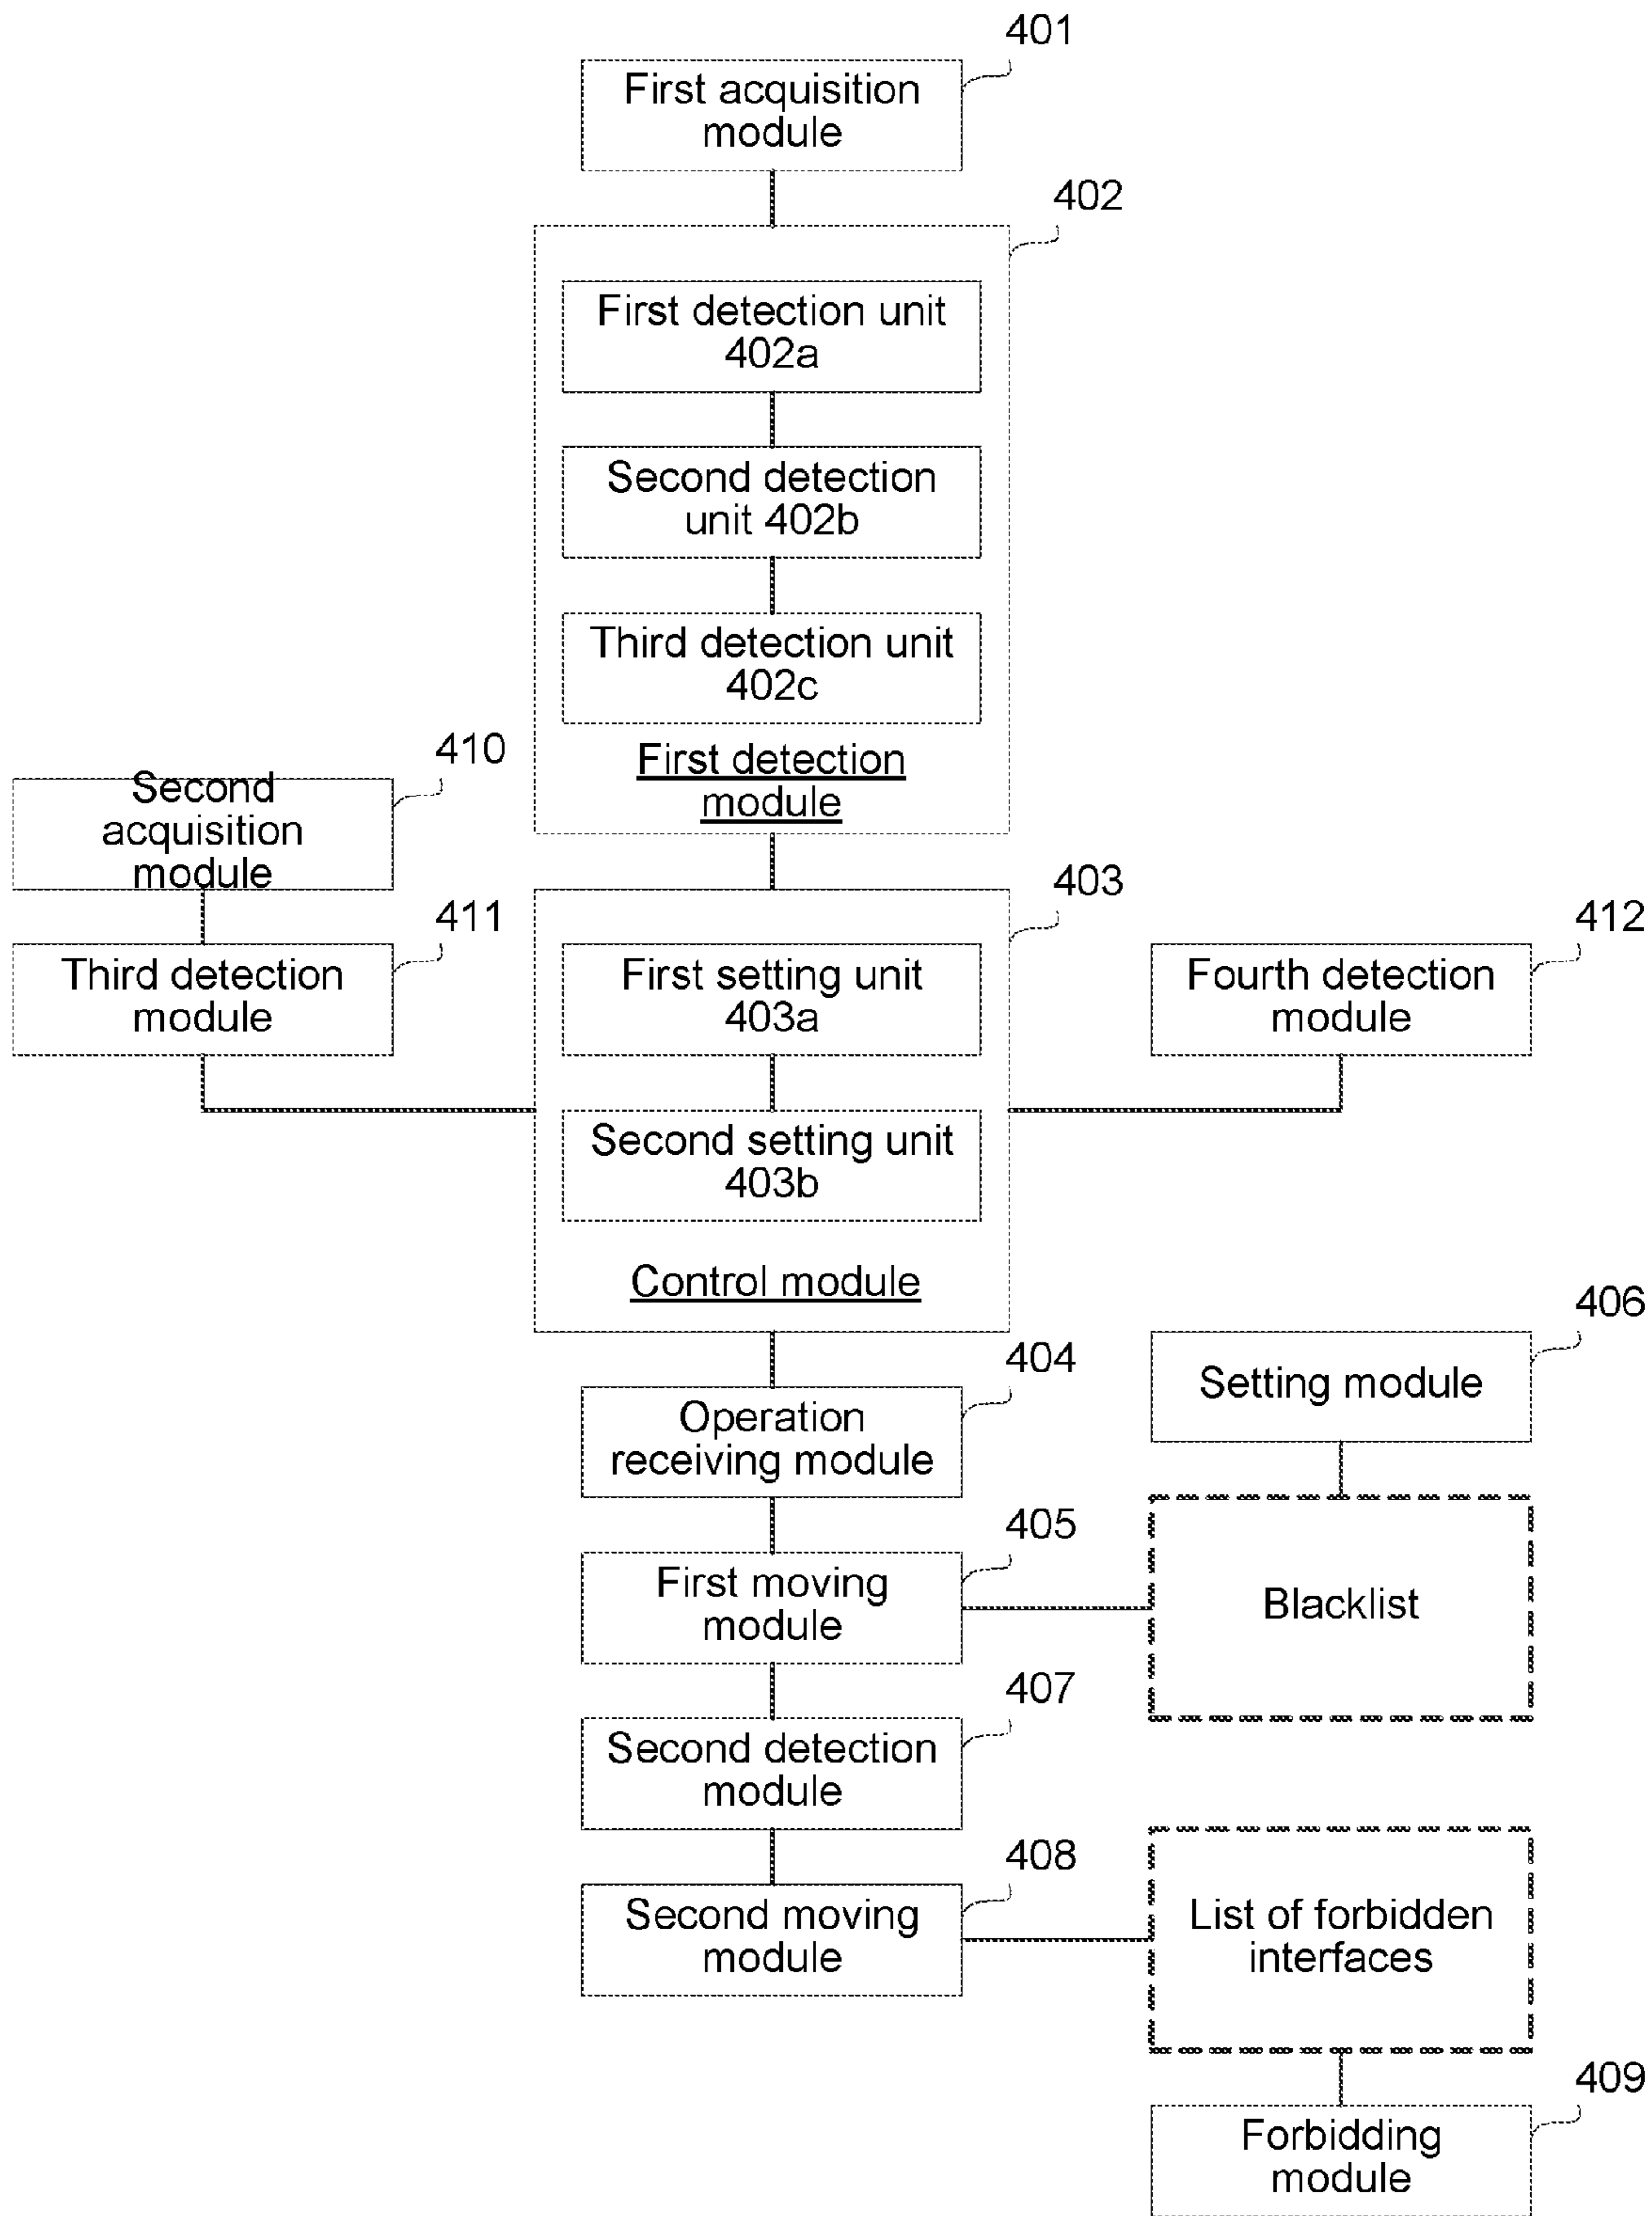 401
First acquisition
module
402
First detection unit
402a
Second detection
unit 402b
Third detection unit
402c
First detection
module
410
Second
acquisition
module
411
Third detection
module
403
First setting unit
403a
Second setting unit
403b
Control module
412
Fourth detection
module
404
Operation
receiving module
406
Setting module
405
First moving
module
Blacklist
407
Second detection
module
408
Second moving
module
List of forbidden
interfaces
409
Forbidding
module